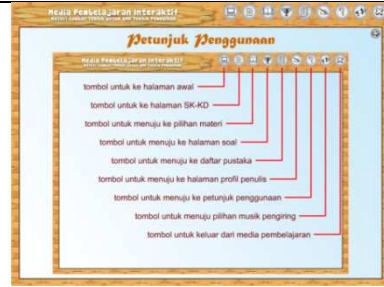 Media Pembelajaran Interaktif
Petunjuk Penggunaan
Media Pembelajaran Interaktif
tombol untuk ke halaman awal
tombol untuk ke halaman SK-KD
tombol untuk menuju ke pilihan materi
tombol untuk menuju ke halaman soal
tombol untuk menuju ke daftar pustaka
tombol untuk menuju ke halaman profil penulis
tombol untuk menuju ke petunjuk penggunaan
tombol untuk menuju pilihan musik pengiring
tombol untuk keluar dari media pembelajaran